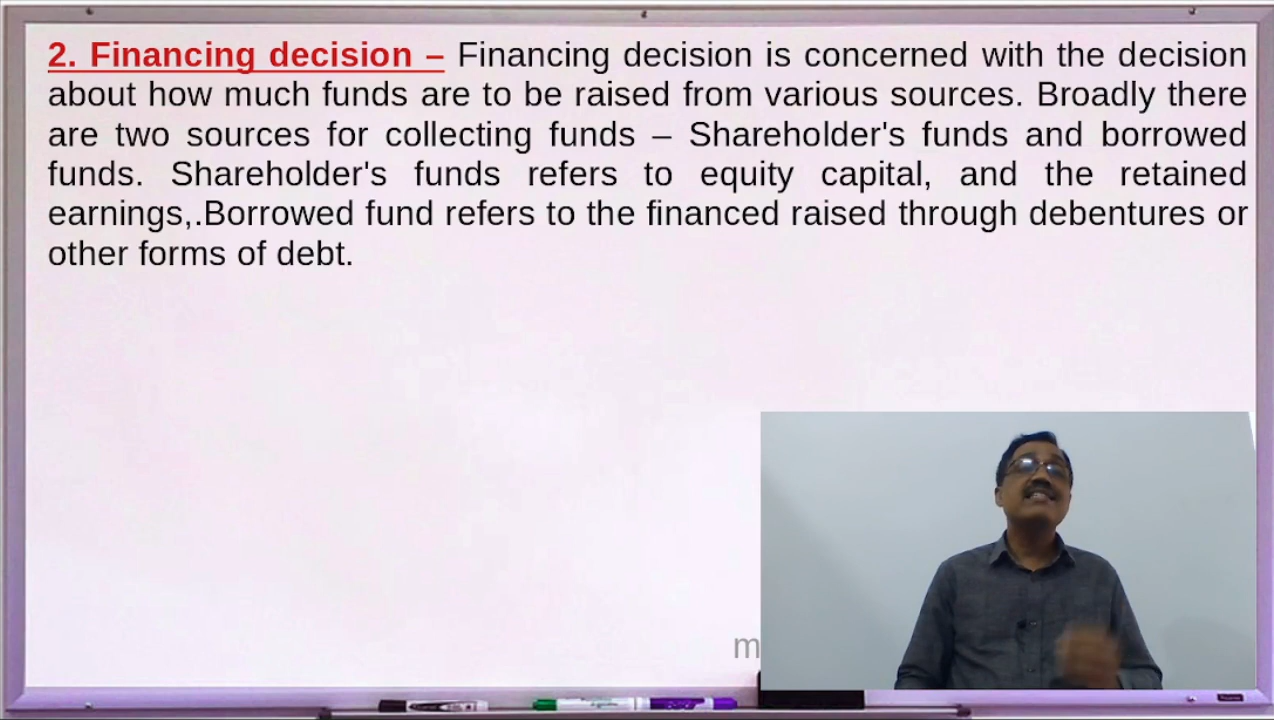 2. Financing decision – Financing decision is concerned with the decision
about how much funds are to be raised from various sources. Broadly there
are two sources for collecting funds – Shareholder's funds and borrowed
funds. Shareholder's funds refers to equity capital, and the retained
earnings,.Borrowed fund refers to the financed raised through debentures or
other forms of debt.
m